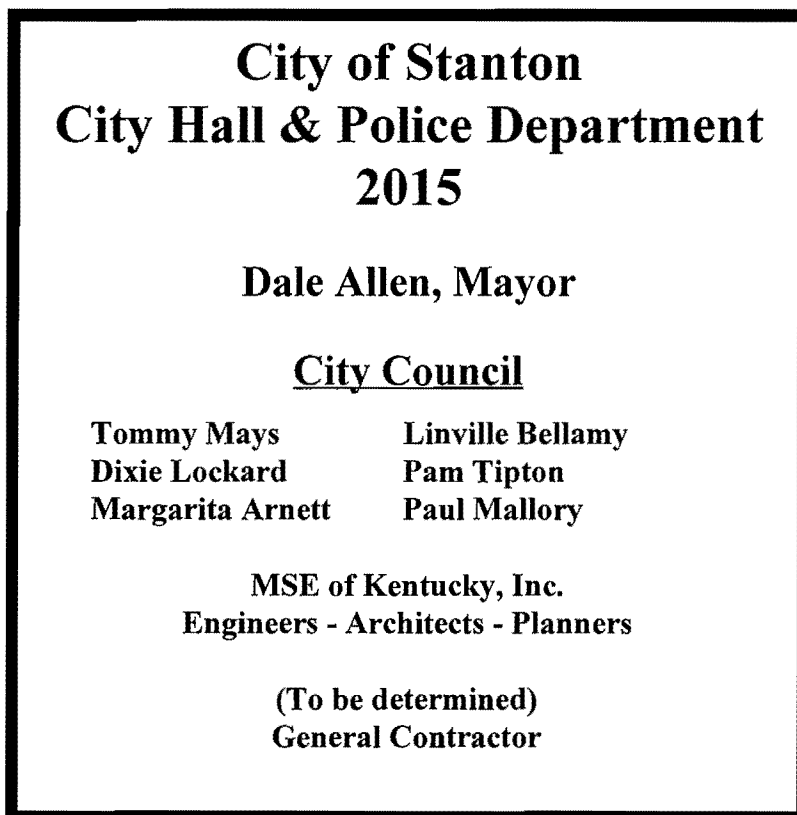 City of Stanton
City Hall & Police Department
2015
Dale Allen, Mayor
City Council
Tommy Mays Linville Bellamy
Dixie Lockard Pam Tipton
Margarita Arnett Paul Mallory
MSE of Kentucky, Inc.
Engineers - Architects - Planners
(To be determined)
General Contractor